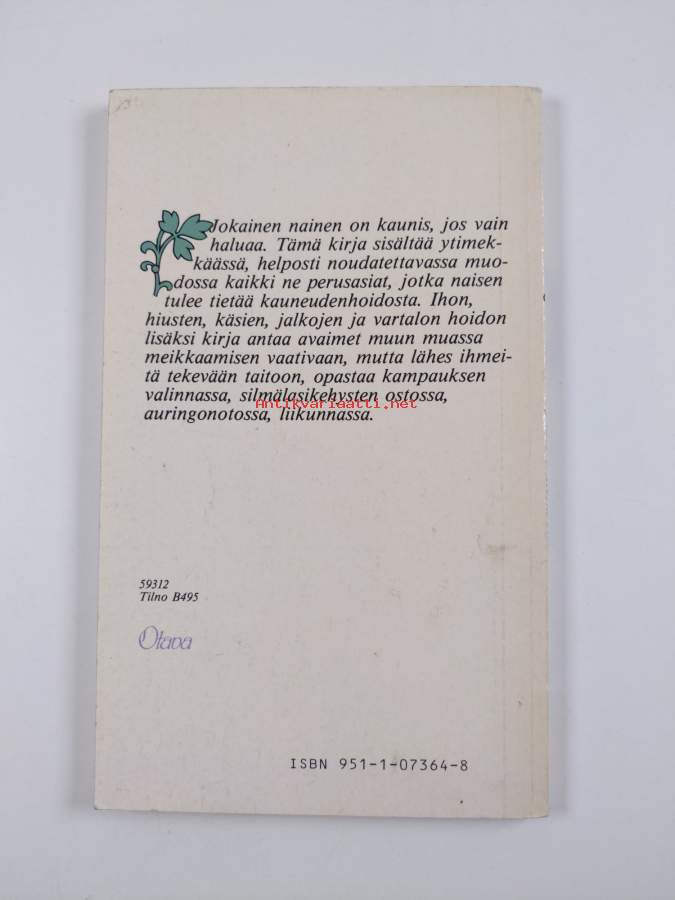 Jokainen nainen on kaunis, jos vain
haluaa. Tämä kirja sisältää ytimek-
käässä, helposti noudatettavassa muo-
dossa kaikki ne perusasiat, jotka naisen
tulee tietää kauneudenhoidosta. Ihon,
hiusten, käsien, jalkojen ja vartalon hoidon
lisäksi kirja antaa avaimet muun muassa
meikkaamisen vaativaan, mutta lähes ihmei-
tä tekevään taitoon, opastaa kampauksen
valinnassa, silmälasikehysten ostossa,
Antikvariaatti.net
auringonotossa, liikunnassa.
59312
Tilno B495
Otava
ISBN 951-1-07364-8